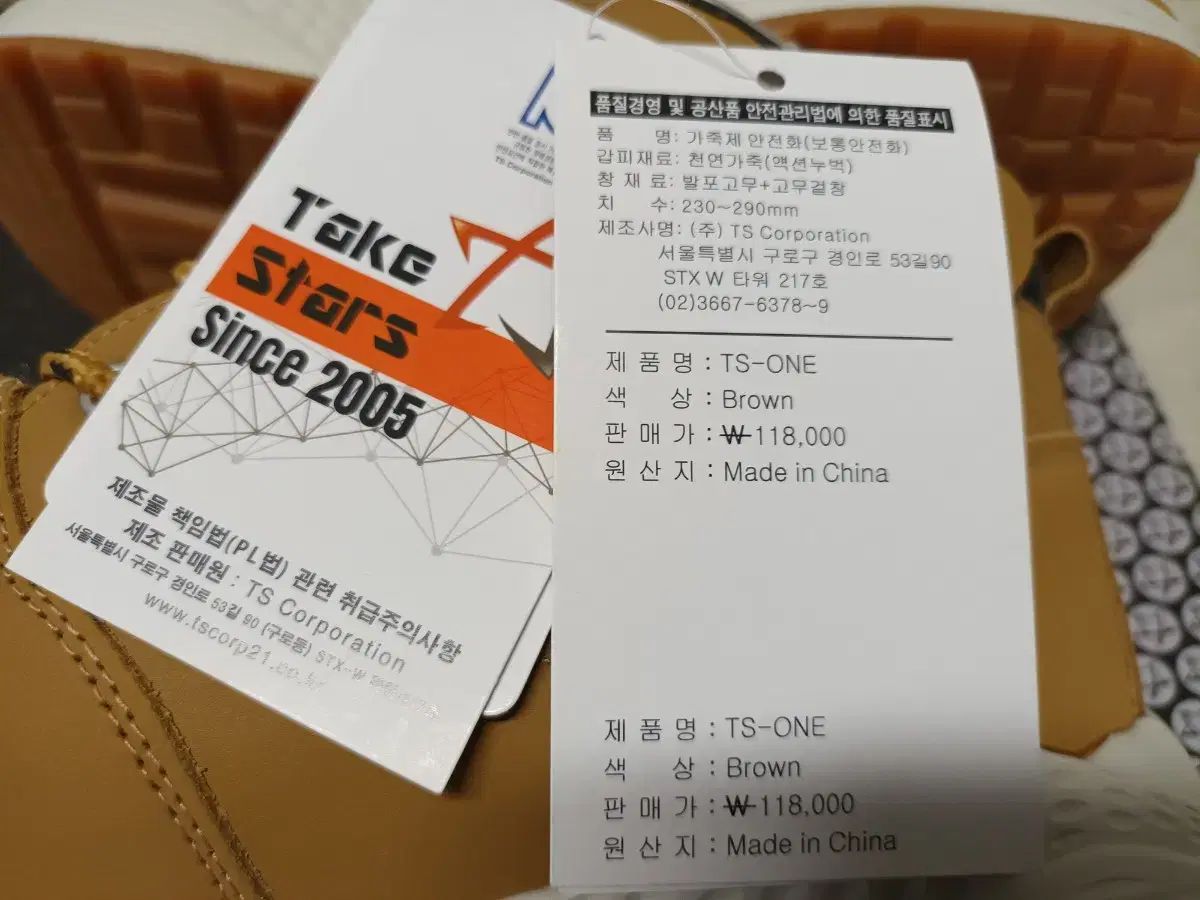 Take
Stars
Since 2005
제조물 책임법(PL법) 관련 취급주의사항
제조 판매원 : TS Corporation
서울특별시 구로구 경인로 53길 90 (구로동) STX-W
www.tscorp21.co.kr
TS Corporation
품질경영 및 공산품 안전관리법에 의한 품질표시
품 명: 가죽제 안전화(보통안전화)
갑피재료: 천연가죽(액션누벅)
창 재 료: 발포고무+고무겉창
치 수: 230~290mm
제조사명: (주) TS Corporation
서울특별시 구로구 경인로 53길90
STX W 타워 217호
(02)3667-6378~9
제 품 명 : TS-ONE
색 상 : Brown
판 매 가 : ₩ 118,000
원 산 지 : Made in China
제 품 명 : TS-ONE
색 상 : Brown
판 매 가 : ₩ 118,000
원 산 지 : Made in China